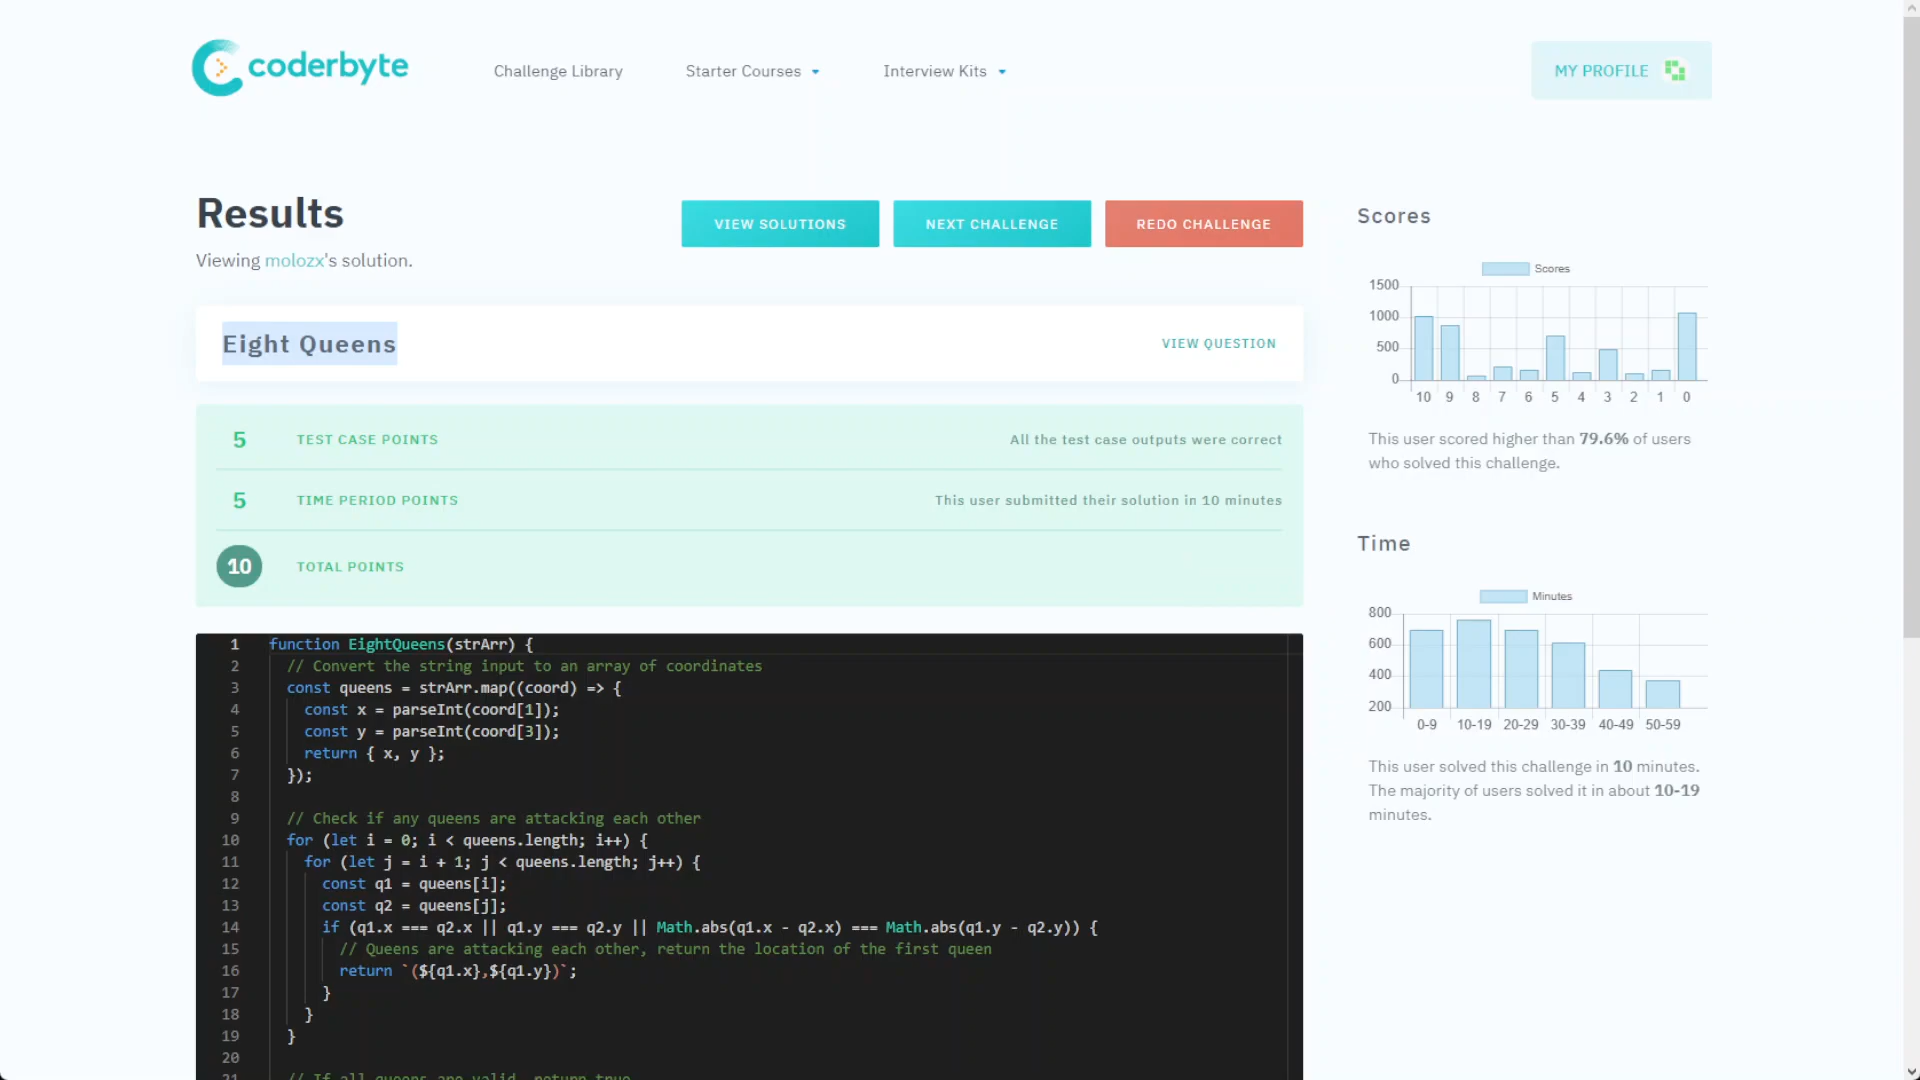 coderbyte
Challenge Library
Starter Courses
Interview Kits
MY PROFILE
Results
Viewing molozx's solution.
VIEW SOLUTIONS
NEXT CHALLENGE
REDO CHALLENGE
Eight Queens
VIEW QUESTION
5 TEST CASE POINTS All the test case outputs were correct
5 TIME PERIOD POINTS This user submitted their solution in 10 minutes
10 TOTAL POINTS
1 function EightQueens(strArr) {
2 // Convert the string input to an array of coordinates
3 const queens = strArr.map((coord) => {
4 const x = parseInt(coord[1]);
5 const y = parseInt(coord[3]);
6 return { x, y };
7 });
8
9 // Check if any queens are attacking each other
10 for (let i = 0; i < queens.length; i++) {
11 for (let j = i + 1; j < queens.length; j++) {
12 const q1 = queens[i];
13 const q2 = queens[j];
14 if (q1.x === q2.x || q1.y === q2.y || Math.abs(q1.x - q2.x) === Math.abs(q1.y - q2.y)) {
15 // Queens are attacking each other, return the location of the first queen
16 return `(${q1.x},${q1.y})`;
17 }
18 }
19 }
20
21 // If all queens are valid, return true
Scores
Scores
1500
1000
500
0
10 9 8 7 6 5 4 3 2 1 0
This user scored higher than 79.6% of users
who solved this challenge.
Time
Minutes
800
600
400
200
0-9 10-19 20-29 30-39 40-49 50-59
This user solved this challenge in 10 minutes.
The majority of users solved it in about 10-19
minutes.